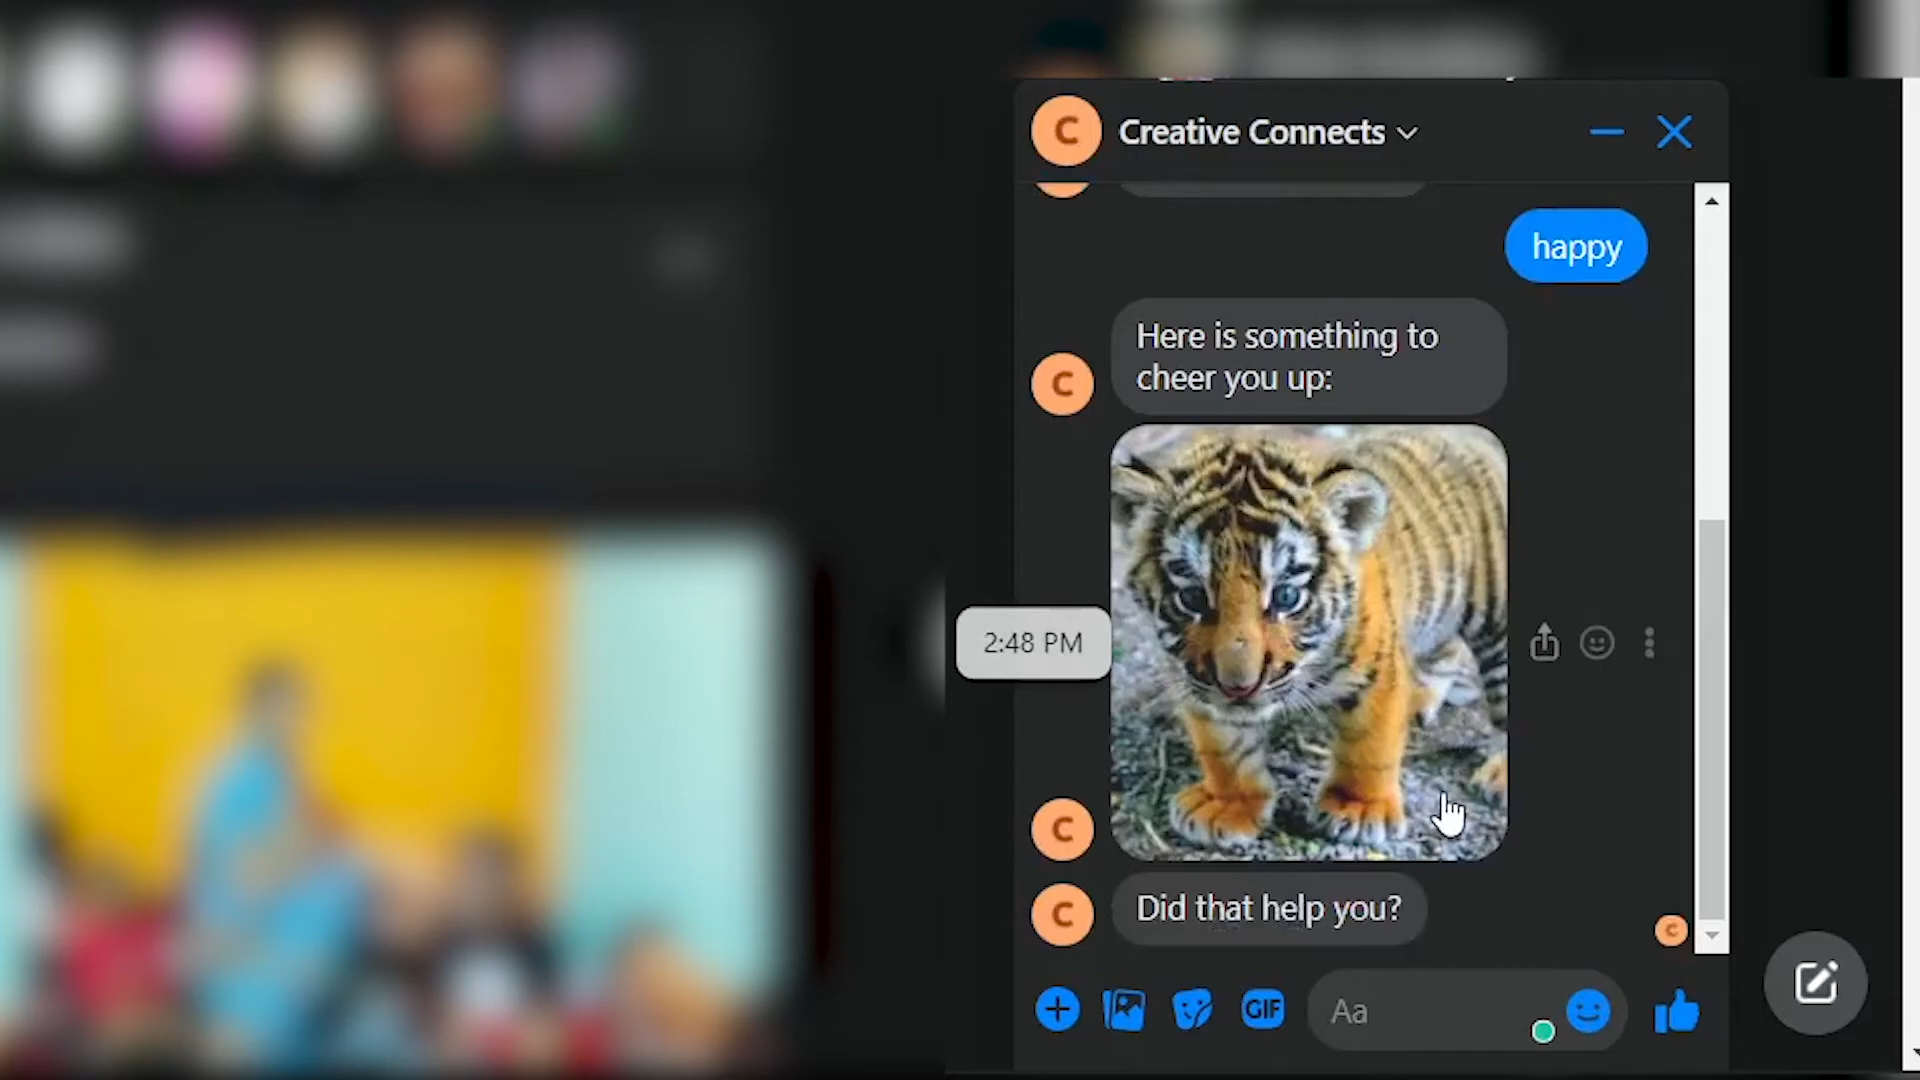 C Creative Connects
happy
Here is something to
cheer you up:
C
2:48 PM
C
C Did that help you?
C
GIF
Aa